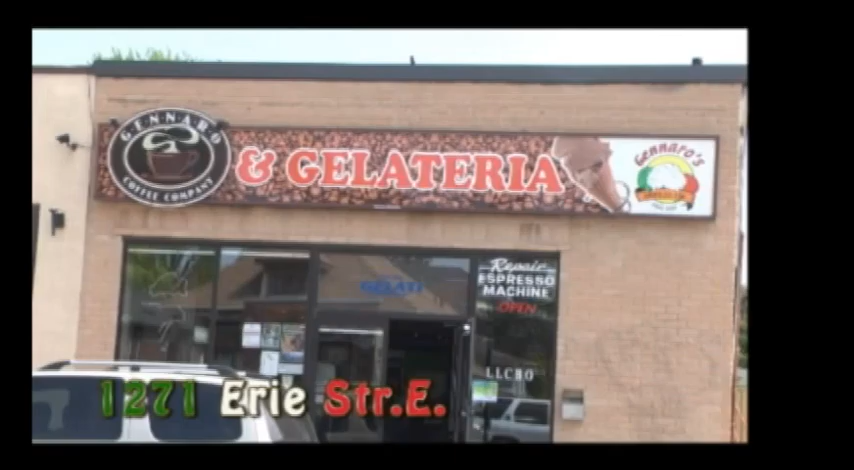 GENNARO
COFFEE COMPANY
& GELATERIA
Gennaro's
GELATI
Repair
ESPRESSO
MACHINE
OPEN
LLCBO
1271 Erie Str.E.